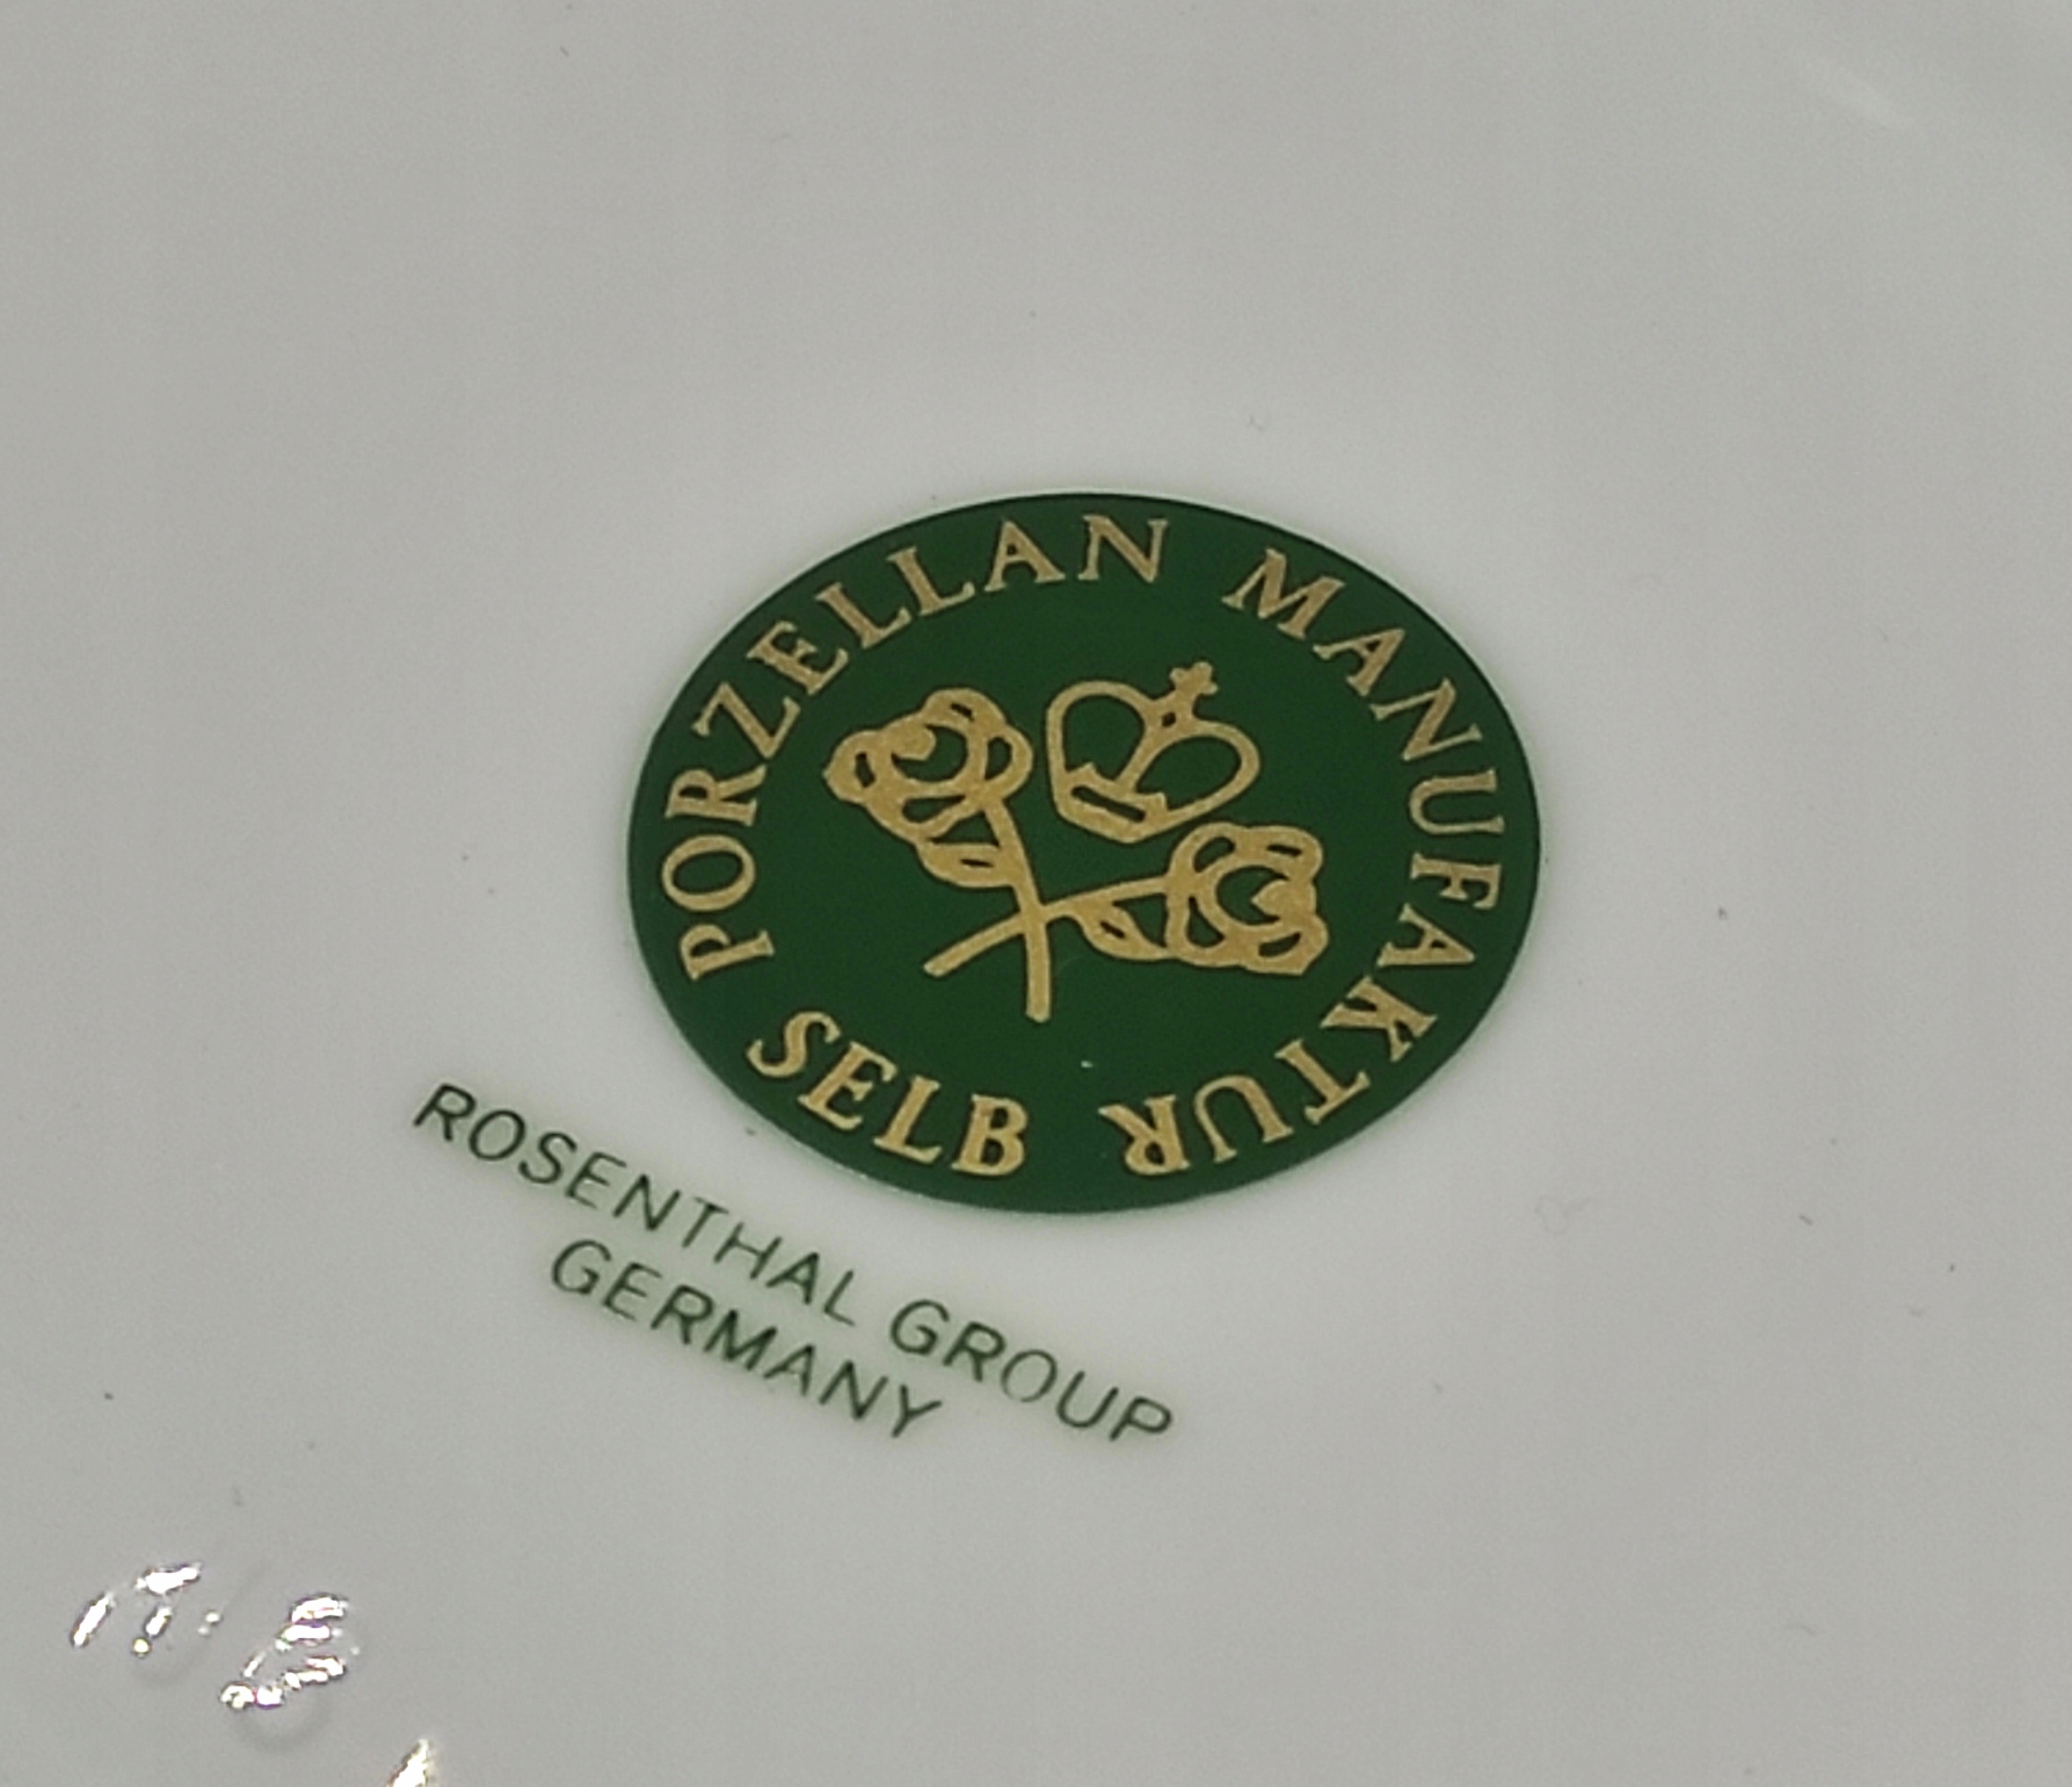 PORZELLAN MANUFAKTUR
SELB
ROSENTHAL GROUP
GERMANY